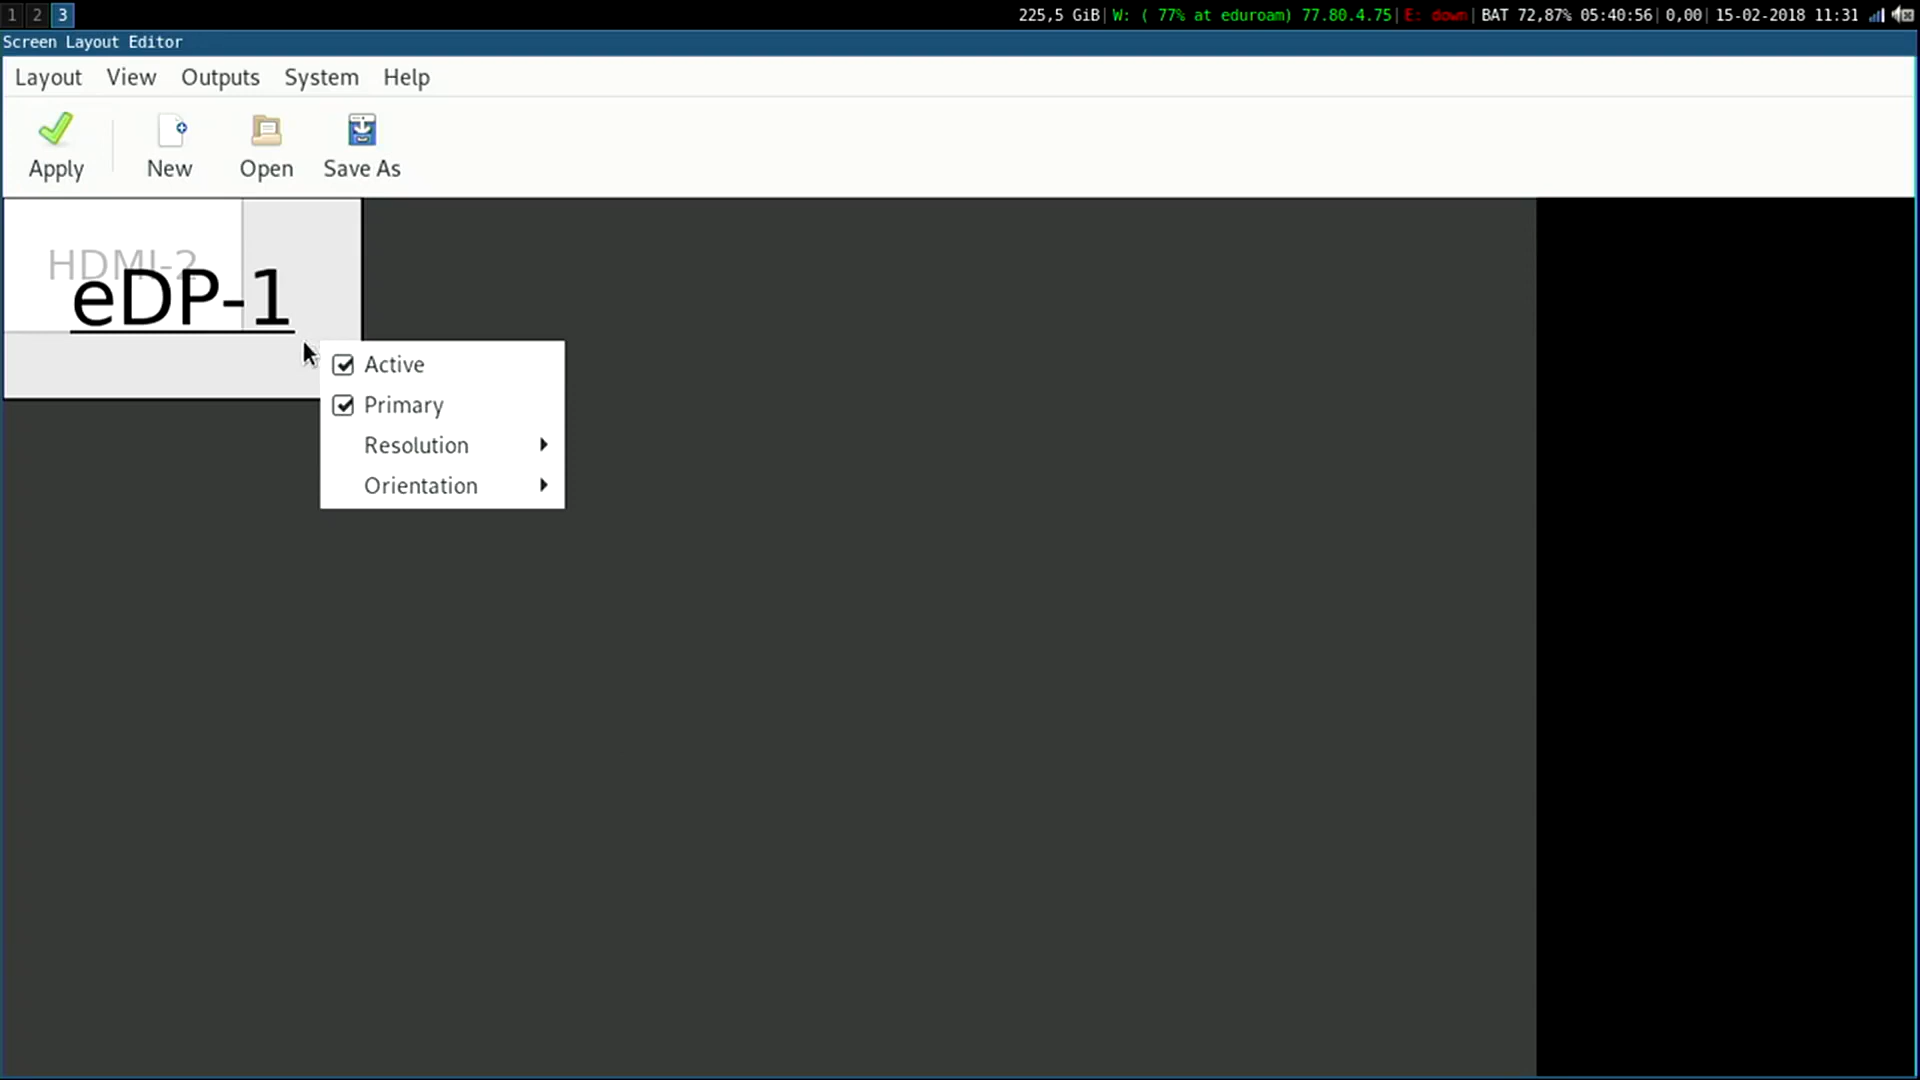 1 2 3 225,5 GiB| W: ( 77% at eduroam) 77.80.4.75| E: down| BAT 72,87% 05:40:56| 0,00| 15-02-2018 11:31
Screen Layout Editor
Layout View Outputs System Help
Apply New Open Save As
HDMI-2
eDP-1
Active
Primary
Resolution
Orientation